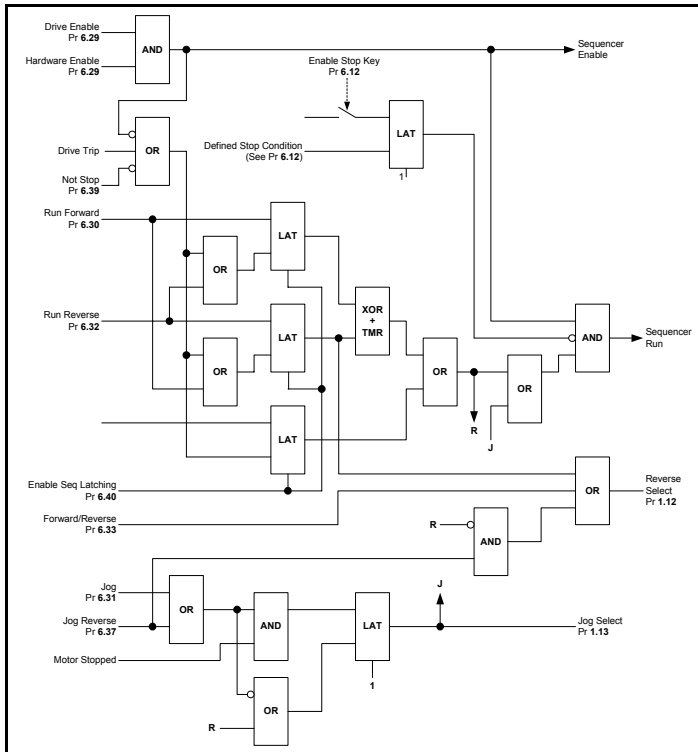 Drive Enable
Pr 6.29
Hardware Enable
Pr 6.29
AND
Sequencer
Enable
Enable Stop Key
Pr 6.12
Drive Trip
OR
Not Stop
Pr 6.39
Defined Stop Condition
(See Pr 6.12)
LAT
1
Run Forward
Pr 6.30
LAT
OR
Run Reverse
Pr 6.32
LAT
XOR
+
TMR
OR
OR
OR
AND
Sequencer
Run
R
J
LAT
Enable Seq Latching
Pr 6.40
OR
Reverse
Select
Pr 1.12
Forward/Reverse
Pr 6.33
R
AND
Jog
Pr 6.31
Jog Reverse
Pr 6.37
OR
AND
LAT
J
Jog Select
Pr 1.13
Motor Stopped
1
OR
R